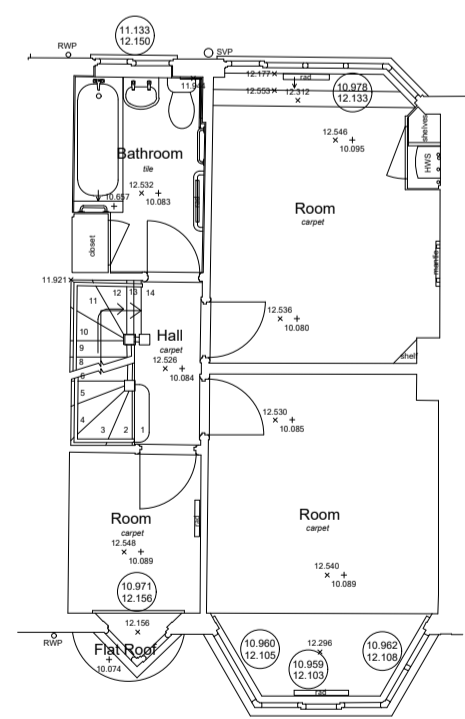 11.133
12.150
RWP
SVP
12.177
rad
10.978
12.133
11.944
12.553
12.312
shelves
12.546
10.095
Bathroom
tile
HWS
12.532
10.083
rad
10.657
Room
carpet
closet
mantle
11.921
12
13
14
11
12.536
10.080
10
Hall
carpet
9
8
shelf
12.526
10.084
6
5
4
3
2
1
12.530
10.085
Room
carpet
rad
Room
carpet
12.548
10.089
12.540
10.089
10.971
12.156
12.156
RWP
Flat Roof
10.074
10.960
12.105
12.296
10.962
12.108
10.959
12.103
rad